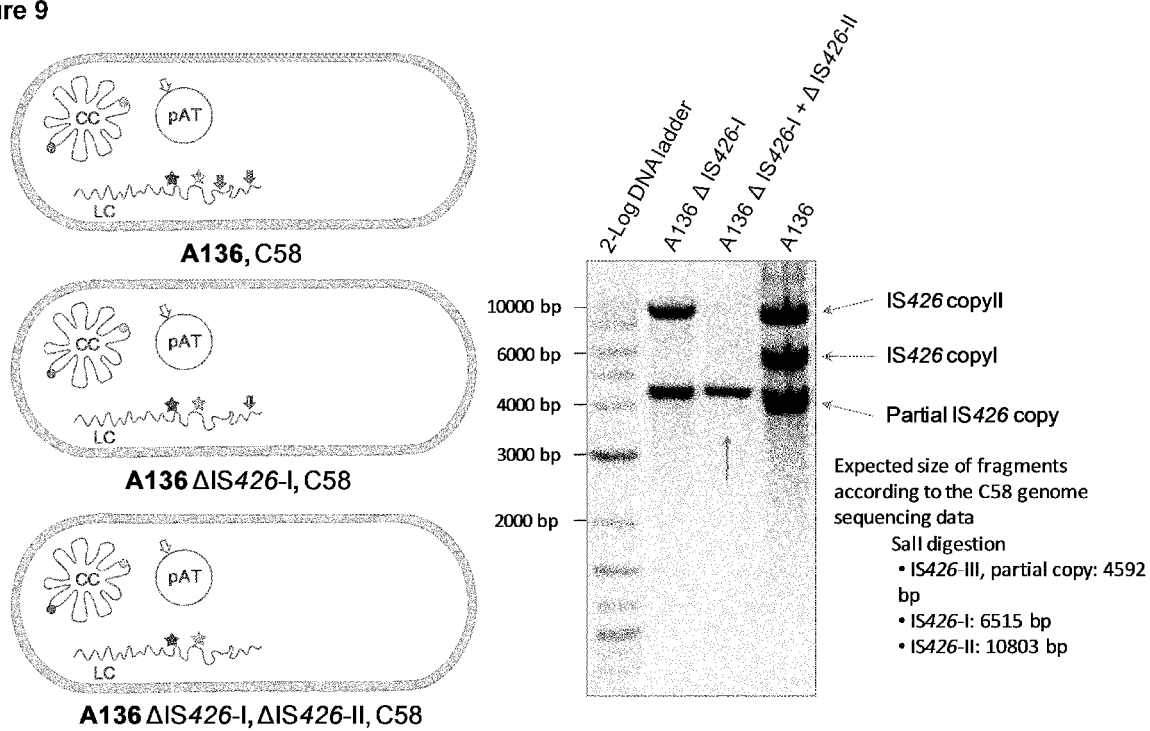 ure 9
CC
pAT
LC
A136, C58
CC
pAT
LC
A136 ΔIS426-I, C58
CC
pAT
LC
A136 ΔIS426-I, ΔIS426-II, C58
2-Log DNA ladder
A136 Δ IS426-I
A136 Δ IS426-I + Δ IS426-II
A136
10000 bp
6000 bp
4000 bp
3000 bp
2000 bp
IS426 copyII
IS426 copyI
Partial IS426 copy
Expected size of fragments
according to the C58 genome
sequencing data
SalI digestion
• IS426-III, partial copy: 4592
bp
• IS426-I: 6515 bp
• IS426-II: 10803 bp